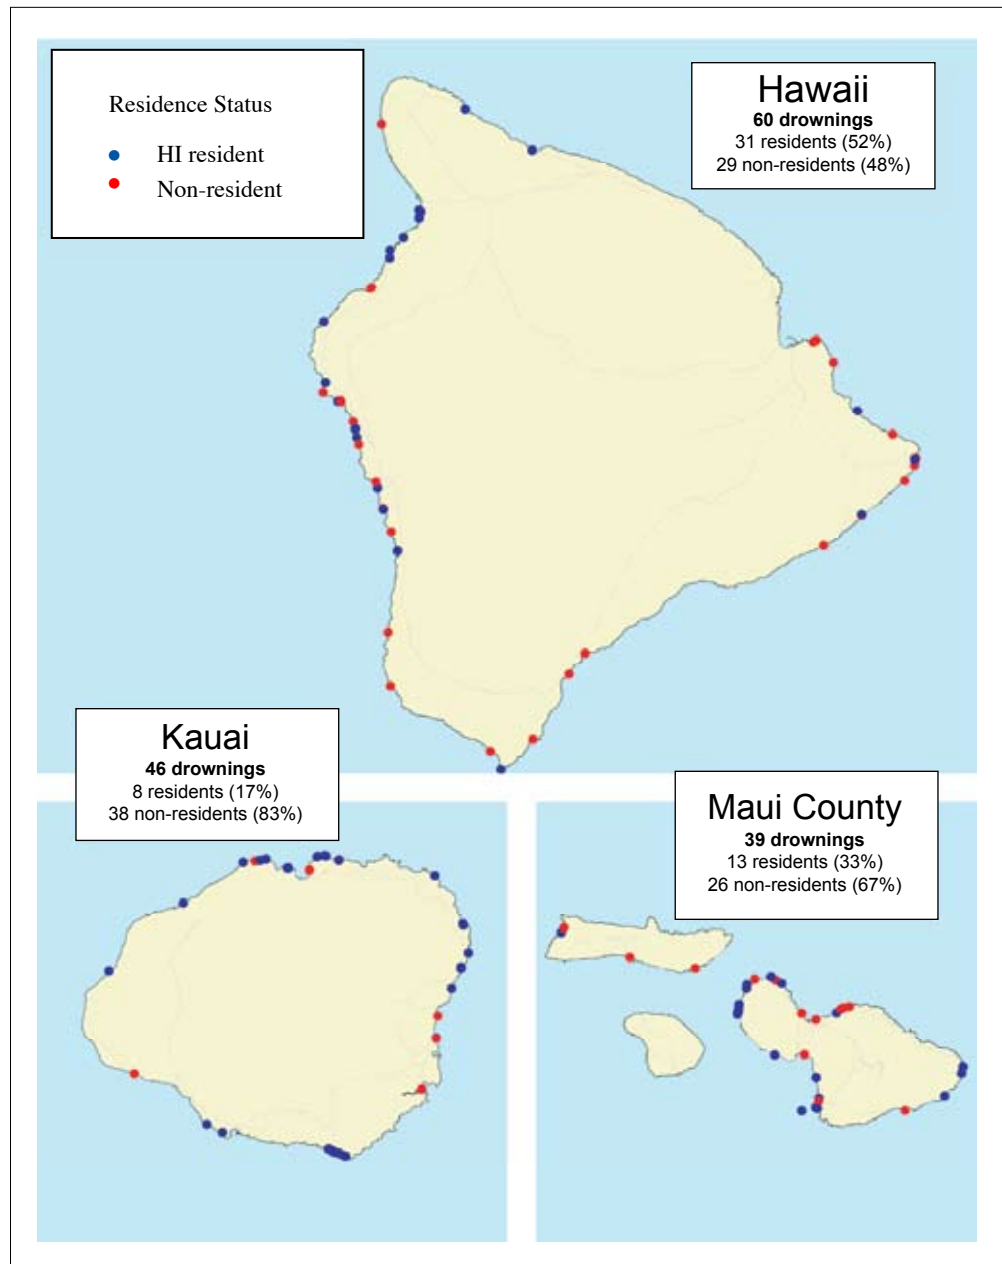 Residence Status
HI resident
Non-resident
Hawaii
60 drownings
31 residents (52%)
29 non-residents (48%)
Kauai
46 drownings
8 residents (17%)
38 non-residents (83%)
Maui County
39 drownings
13 residents (33%)
26 non-residents (67%)